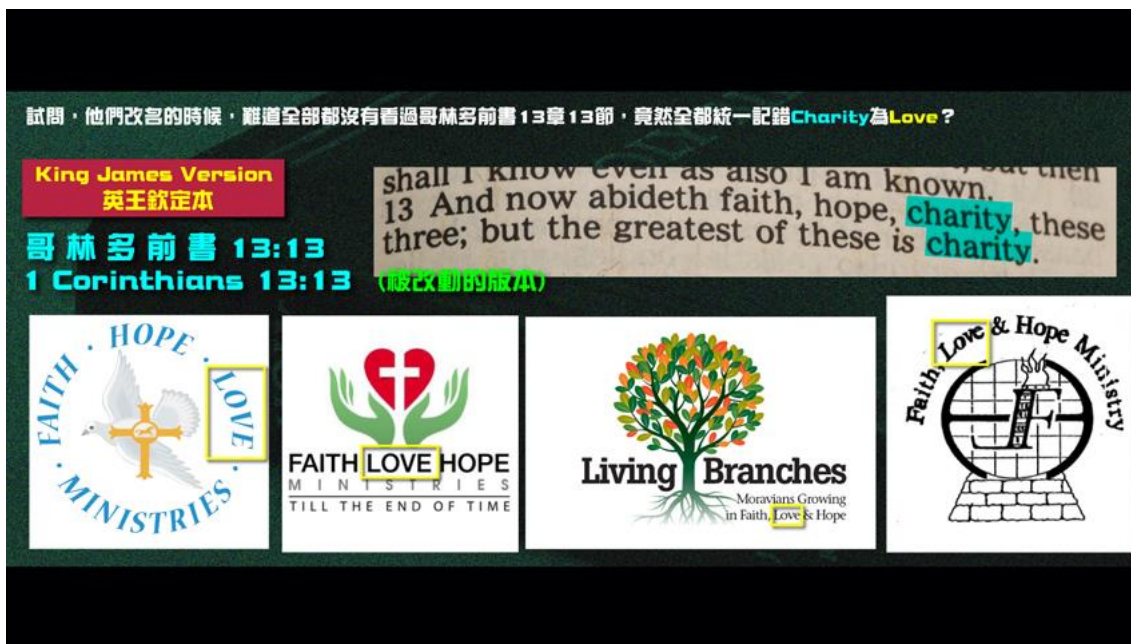 試問，他們改名的時候，難道全部都沒有看過哥林多前書13章13節，竟然全都統一記錯Charity為Love？
King James Version
英王欽定本
shall I know even as also I am known.
13 And now abideth faith, hope, charity, these
three; but the greatest of these is charity.
哥林多前書 13:13
1 Corinthians 13:13 (被改動的版本)
FAITH · HOPE · LOVE · MINISTRIES ·
FAITH LOVE HOPE
MINISTRIES
TILL THE END OF TIME
Living Branches
Moravians Growing
in Faith, Love & Hope
Faith, Love & Hope Ministry